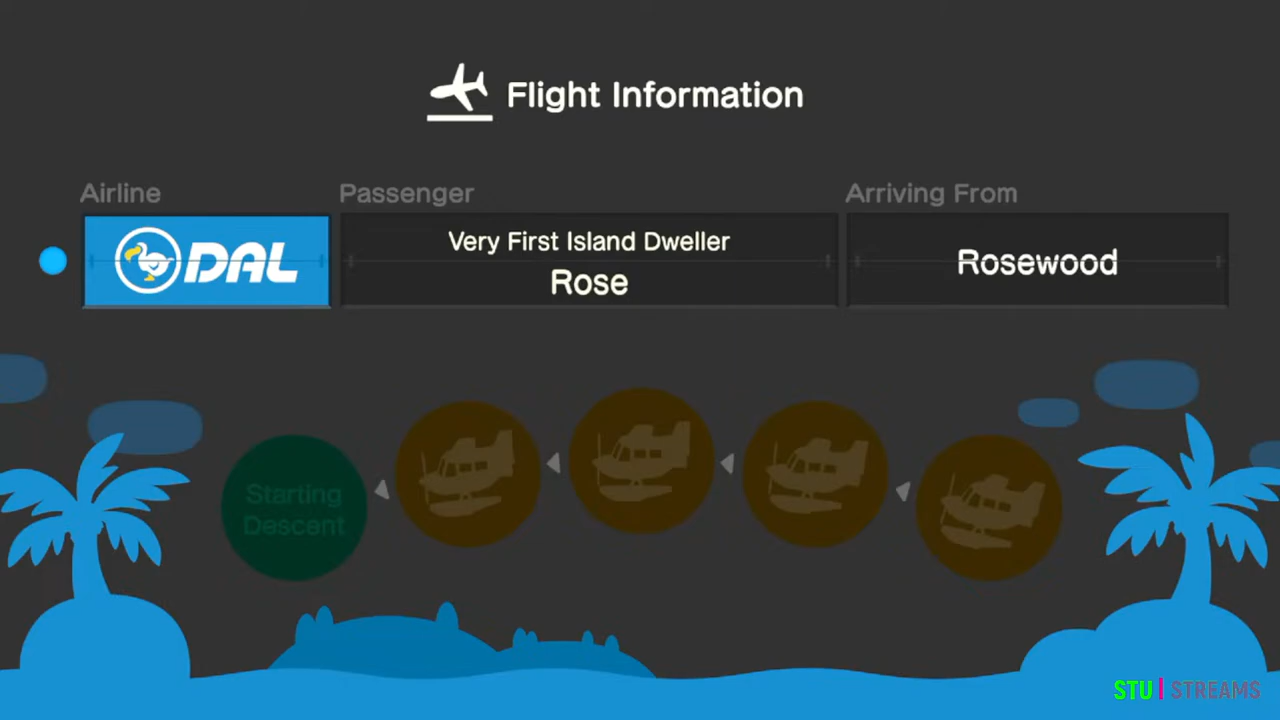 Flight Information
Airline
Passenger
Arriving From
DAL
Very First Island Dweller
Rose
Rosewood
Starting
Descent
STU | STREAMS